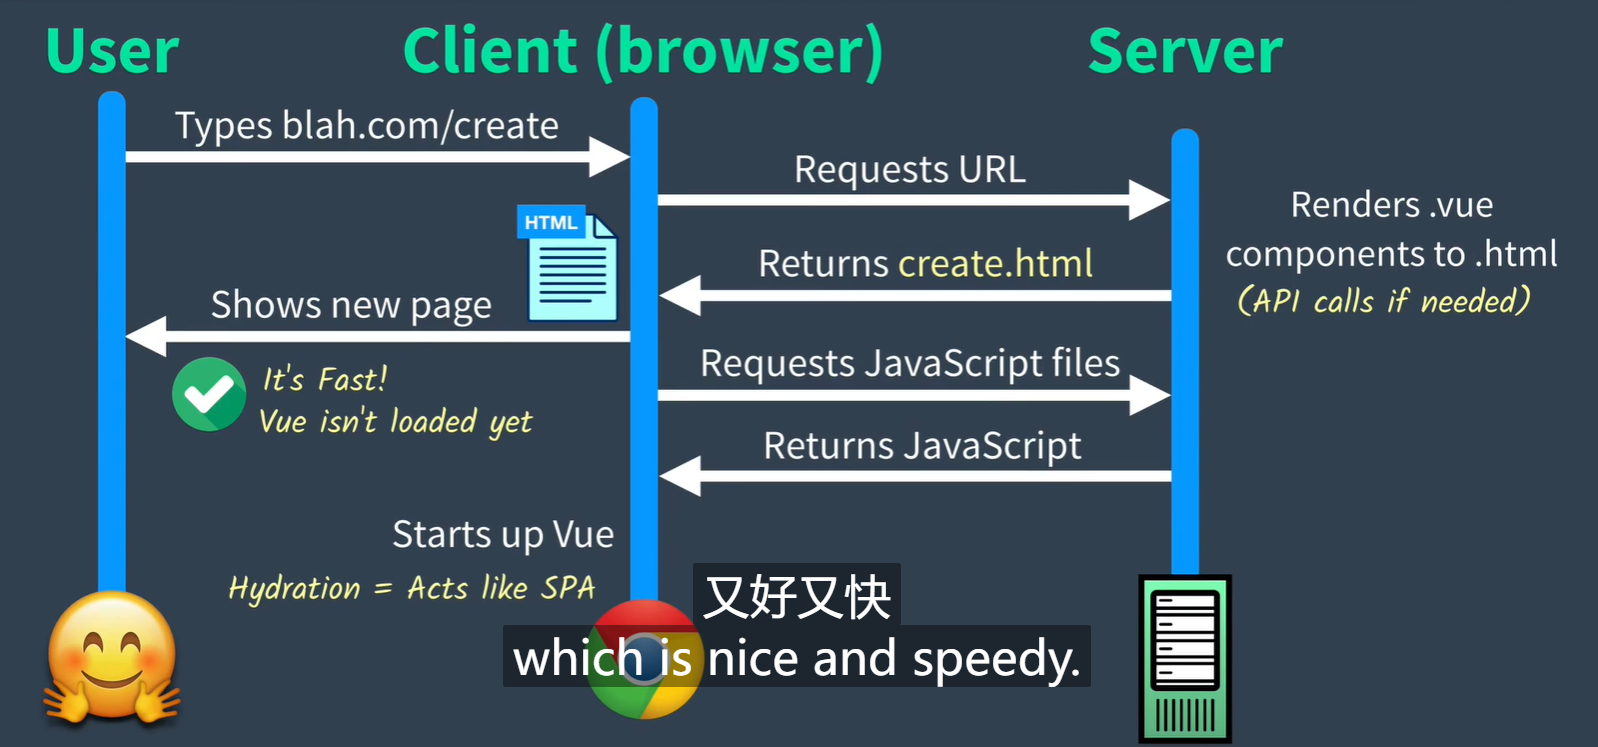 User
Client (browser)
Server
Types blah.com/create
Requests URL
Renders .vue
components to .html
(API calls if needed)
HTML
Returns create.html
Shows new page
It's Fast!
Vue isn't loaded yet
Requests JavaScript files
Returns JavaScript
Starts up Vue
Hydration = Acts like SPA
又好又快
which is nice and speedy.